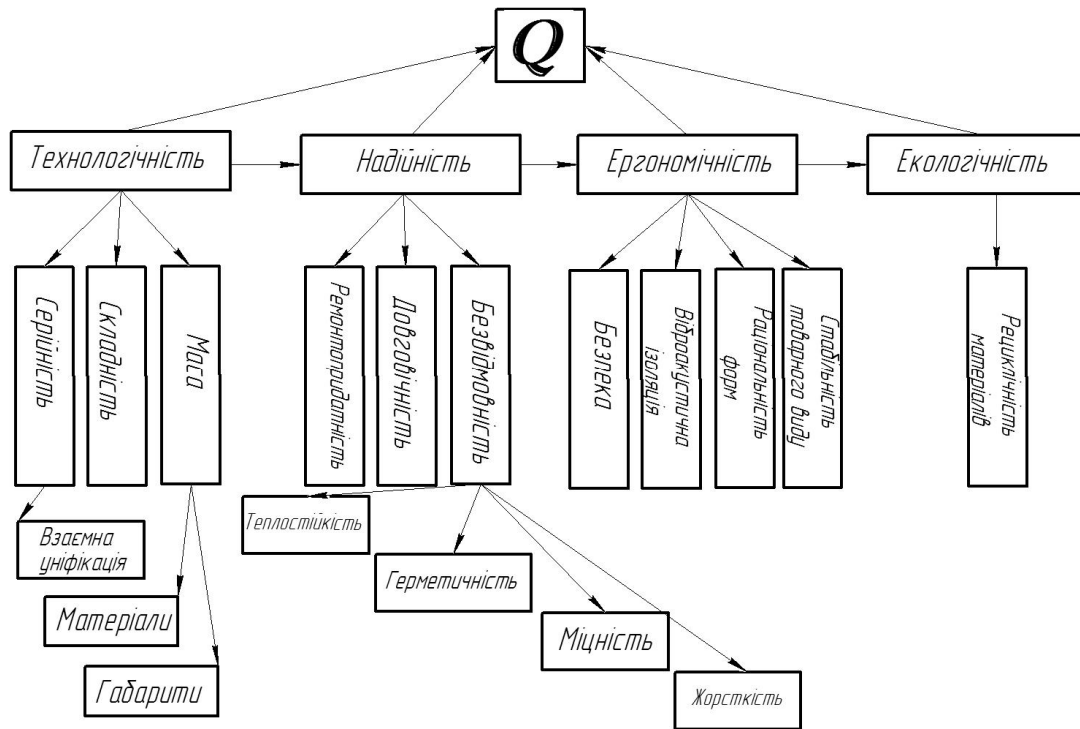 Q
Технологічність
Надійність
Ергономічність
Екологічність
Серійність
Складність
Маса
Ремонтопридатність
Довговічність
Безвідмовність
Безпека
Віброакустична
ізоляція
Раціональність
форм
Стабільність
товарного виду
Рециклічність
матеріалів
Взаємна
уніфікація
Матеріали
Габарити
Теплостійкість
Герметичність
Міцність
Жорсткість